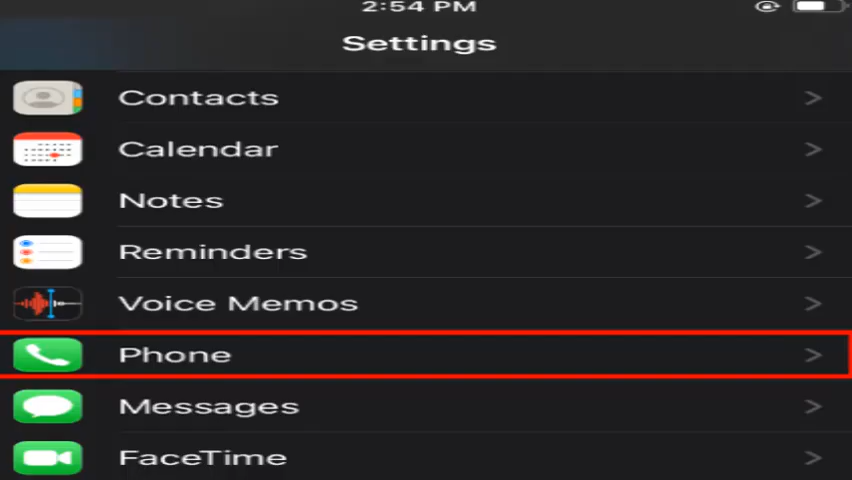 2:54 PM
Settings
Contacts
Calendar
Notes
Reminders
Voice Memos
Phone
Messages
FaceTime